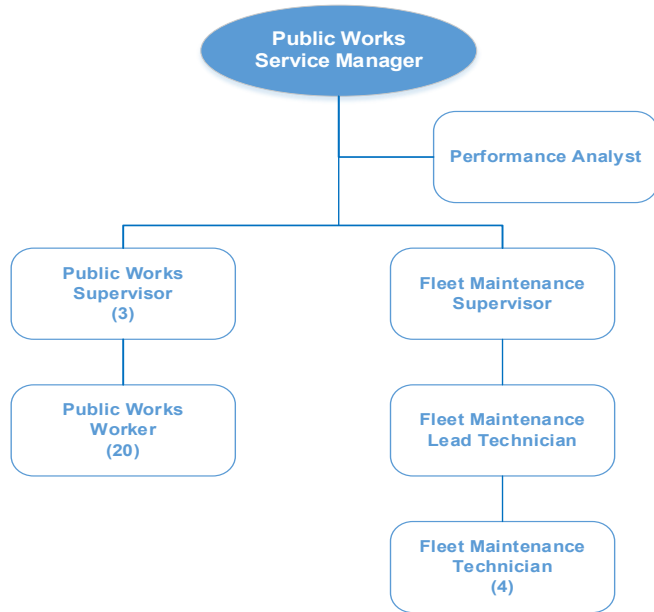 Public Works
Service Manager
Performance Analyst
Public Works
Supervisor
(3)
Fleet Maintenance
Supervisor
Public Works
Worker
(20)
Fleet Maintenance
Lead Technician
Fleet Maintenance
Technician
(4)